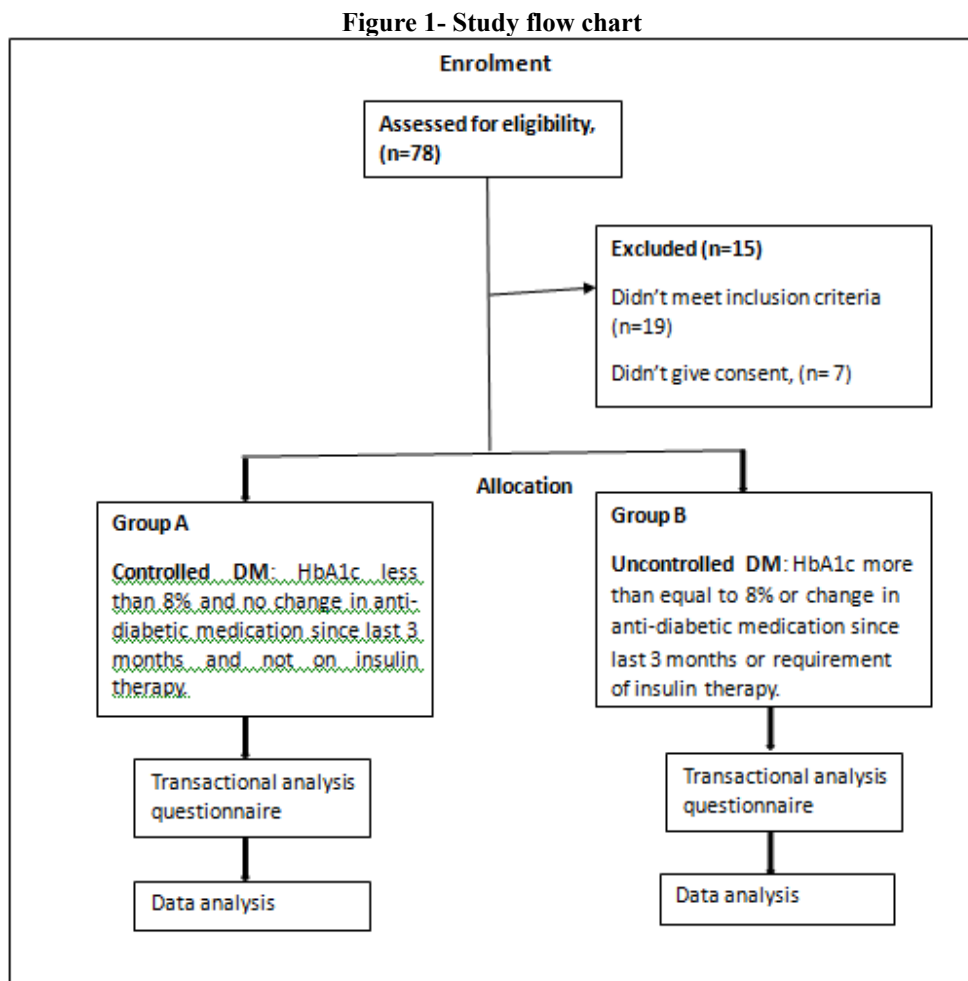 Figure 1- Study flow chart
Enrolment
Assessed for eligibility,
(n=78)
Excluded (n=15)
Didn't meet inclusion criteria
(n=19)
Didn't give consent, (n= 7)
Allocation
Group A
Controlled DM: HbA1c less
than 8% and no change in anti-
diabetic medication since last 3
months and not on insulin
therapy.
Group B
Uncontrolled DM: HbA1c more
than equal to 8% or change in
anti-diabetic medication since
last 3 months or requirement
of insulin therapy.
Transactional analysis
questionnaire
Transactional analysis
questionnaire
Data analysis
Data analysis